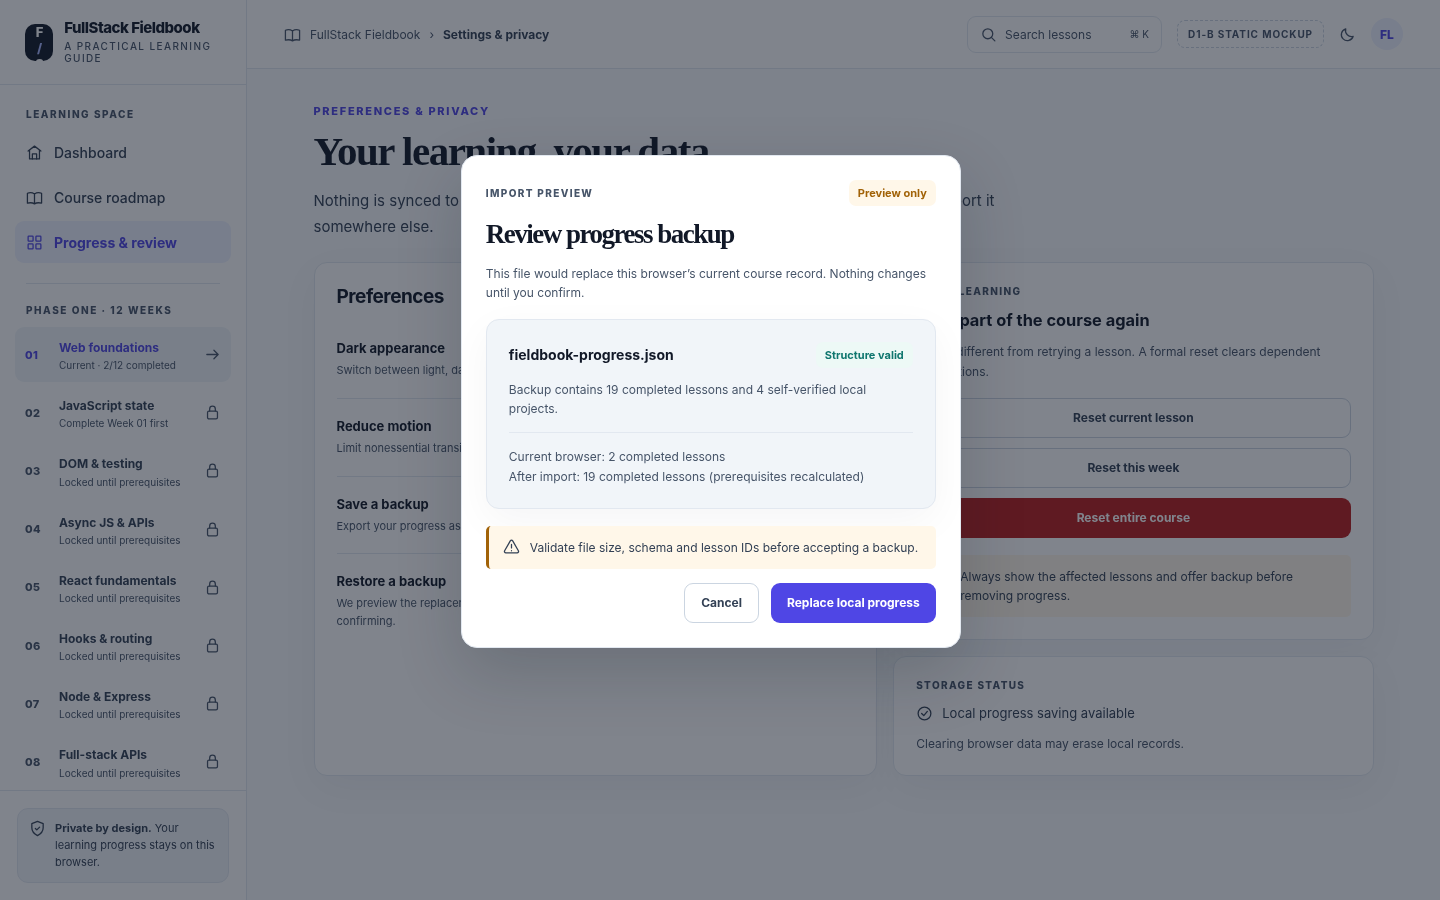 F
/
FullStack Fieldbook
A PRACTICAL LEARNING
GUIDE
LEARNING SPACE
Dashboard
Course roadmap
Progress & review
PHASE ONE · 12 WEEKS
01
Web foundations
Current · 2/12 completed
02
JavaScript state
Complete Week 01 first
03
DOM & testing
Locked until prerequisites
04
Async JS & APIs
Locked until prerequisites
05
React fundamentals
Locked until prerequisites
06
Hooks & routing
Locked until prerequisites
07
Node & Express
Locked until prerequisites
08
Full-stack APIs
Locked until prerequisites
Private by design. Your
learning progress stays on this
browser.
FullStack Fieldbook › Settings & privacy
Search lessons ⌘ K
D1-B STATIC MOCKUP
FL
PREFERENCES & PRIVACY
Your learning, your data
Nothing is synced to
ort it
somewhere else.
Preferences
Dark appearance
Switch between light, da
Reduce motion
Limit nonessential transi
Save a backup
Export your progress as
Restore a backup
We preview the replace
confirming.
IMPORT PREVIEW
Preview only
Review progress backup
This file would replace this browser’s current course record. Nothing changes
until you confirm.
fieldbook-progress.json
Structure valid
Backup contains 19 completed lessons and 4 self-verified local
projects.
Current browser: 2 completed lessons
After import: 19 completed lessons (prerequisites recalculated)
Validate file size, schema and lesson IDs before accepting a backup.
Cancel
Replace local progress
LEARNING
part of the course again
different from retrying a lesson. A formal reset clears dependent
tions.
Reset current lesson
Reset this week
Reset entire course
Always show the affected lessons and offer backup before
removing progress.
STORAGE STATUS
Local progress saving available
Clearing browser data may erase local records.